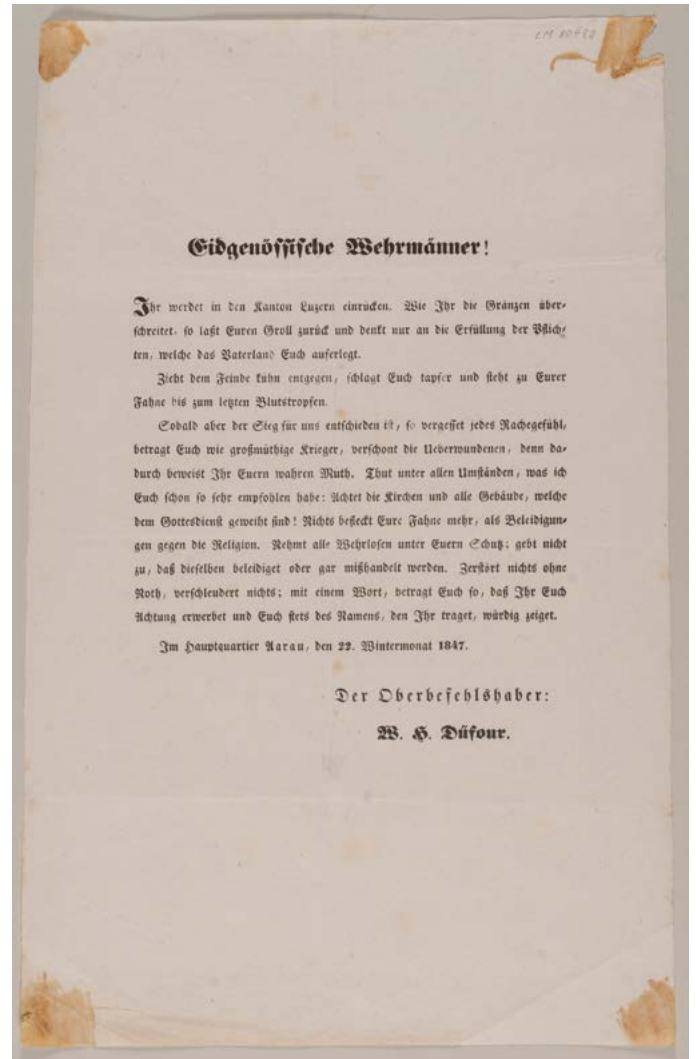 LM 80482
Eidgenössische Wehrmänner!
Ihr werdet in den Kanton Luzern einrücken. Wie Ihr die Gränzen über-
schreitet, so laßt Euren Groll zurück und denkt nur an die Erfüllung der Pflich-
ten, welche das Vaterland Euch auferlegt.
Zieht dem Feinde kühn entgegen, schlagt Euch tapfer und steht zu Eurer
Fahne bis zum letzten Blutstropfen.
Sobald aber der Sieg für uns entschieden ist, so vergesset jedes Rachegefühl,
betragt Euch wie großmüthige Krieger, verschont die Ueberwundenen, denn da-
durch beweist Ihr Euern wahren Muth. Thut unter allen Umständen, was ich
Euch schon so sehr empfohlen habe: Achtet die Kirchen und alle Gebäude, welche
dem Gottesdienst geweiht sind! Nichts befleckt Eure Fahne mehr, als Beleidigun-
gen gegen die Religion. Nehmt alle Wehrlosen unter Euern Schutz; gebt nicht
zu, daß dieselben beleidiget oder gar mißhandelt werden. Zerstört nichts ohne
Noth, verschleudert nichts; mit einem Wort, betragt Euch so, daß Ihr Euch
Achtung erwerbet und Euch stets des Namens, den Ihr traget, würdig zeiget.
Im Hauptquartier Aarau, den 22. Wintermonat 1847.
Der Oberbefehlshaber:
W. H. Düfour.